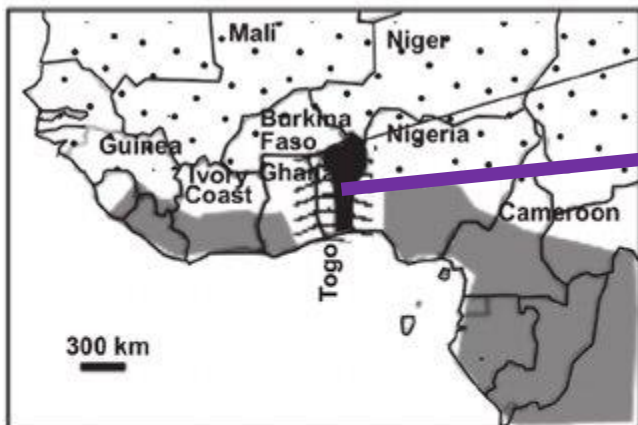 Mali
Niger
Burkina
Faso
Nigeria
Guinea
Ivory
Coast
Ghana
Cameroon
Togo
300 km